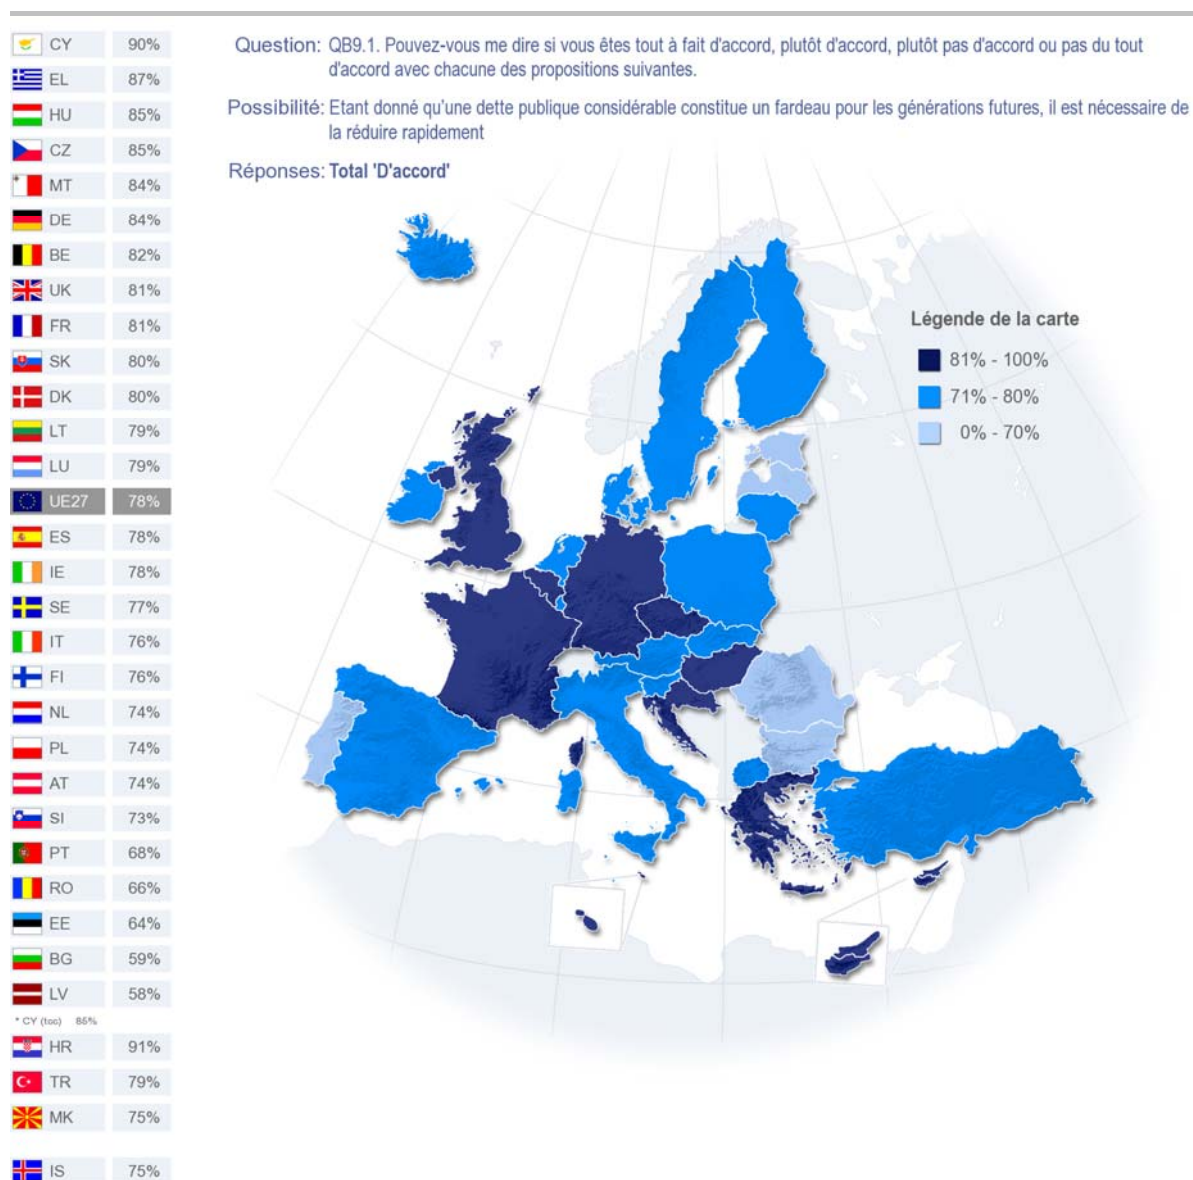 Question: QB9.1. Pouvez-vous me dire si vous êtes tout à fait d'accord, plutôt d'accord, plutôt pas d'accord ou pas du tout
d'accord avec chacune des propositions suivantes.
Possibilité: Etant donné qu'une dette publique considérable constitue un fardeau pour les générations futures, il est nécessaire de
la réduire rapidement
Réponses: Total 'D'accord'
CY 90%
EL 87%
HU 85%
CZ 85%
MT 84%
DE 84%
BE 82%
UK 81%
FR 81%
SK 80%
DK 80%
LT 79%
LU 79%
UE27 78%
ES 78%
IE 78%
SE 77%
IT 76%
FI 76%
NL 74%
PL 74%
AT 74%
SI 73%
PT 68%
RO 66%
EE 64%
BG 59%
LV 58%
* CY (tcc) 85%
HR 91%
TR 79%
MK 75%
IS 75%
Légende de la carte
81% - 100%
71% - 80%
0% - 70%